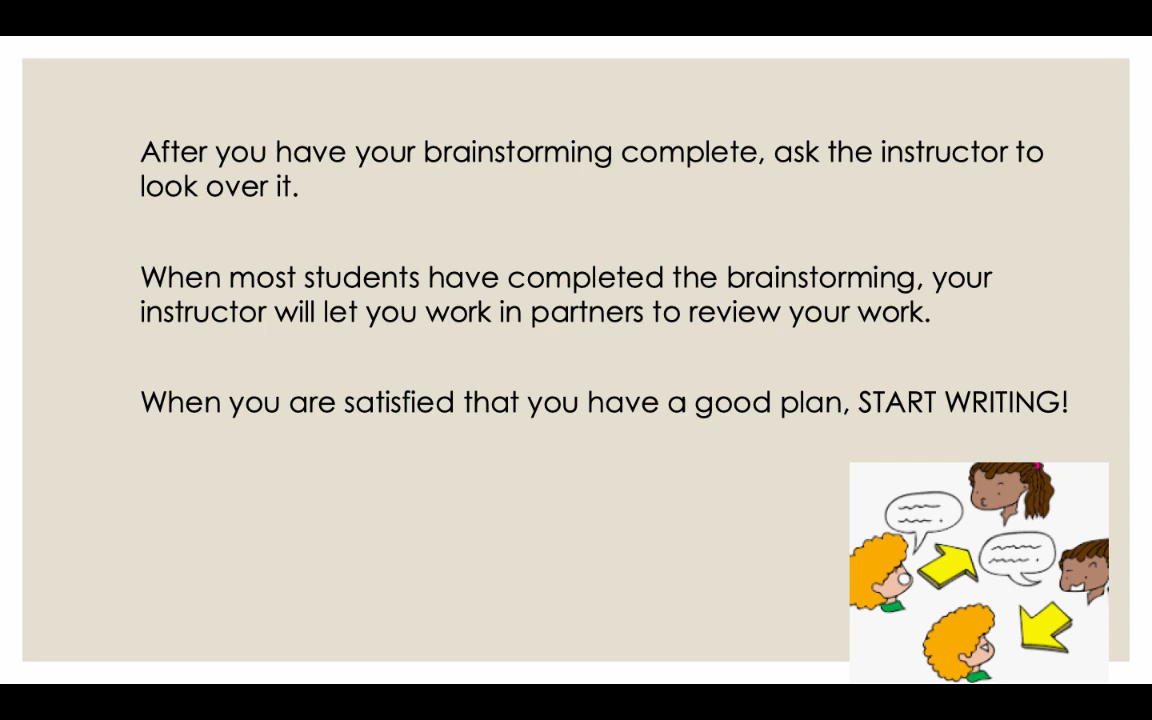 After you have your brainstorming complete, ask the instructor to
look over it.
When most students have completed the brainstorming, your
instructor will let you work in partners to review your work.
When you are satisfied that you have a good plan, START WRITING!